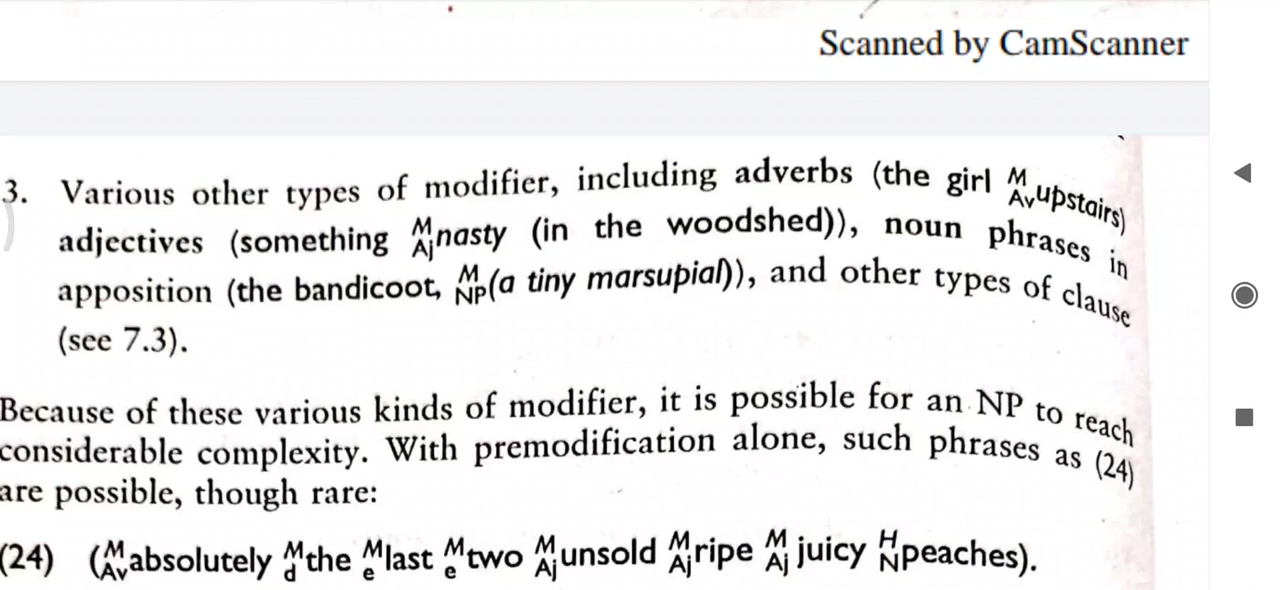 Scanned by CamScanner
3. Various other types of modifier, including adverbs (the girl M Av upstairs)
adjectives (something M Aj nasty (in the woodshed)), noun phrases in
apposition (the bandicoot, M NP (a tiny marsupial)), and other types of clause
(see 7.3).
Because of these various kinds of modifier, it is possible for an NP to reach
considerable complexity. With premodification alone, such phrases as (24)
are possible, though rare:
(24) (M Av absolutely M d the M e last M e two M Aj unsold M Aj ripe M Aj juicy H N peaches).